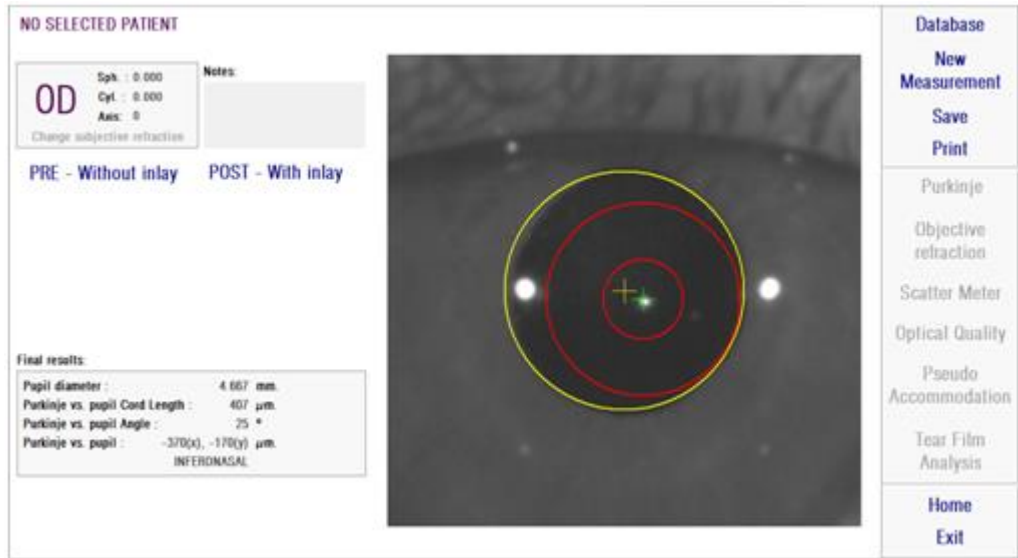 NO SELECTED PATIENT
OD
Sph. : 0.000
Cyl. : 0.000
Axis: 0
Change subjective refraction
Notes:
PRE - Without inlay
POST - With inlay
Final results:
Pupil diameter : 4.667 mm.
Purkinje vs. pupil Cord Length : 407 µm.
Purkinje vs. pupil Angle : 25 º
Purkinje vs. pupil : -370(x), -170(y) µm.
INFERONASAL
Database
New
Measurement
Save
Print
Purkinje
Objective
refraction
Scatter Meter
Optical Quality
Pseudo
Accommodation
Tear Film
Analysis
Home
Exit